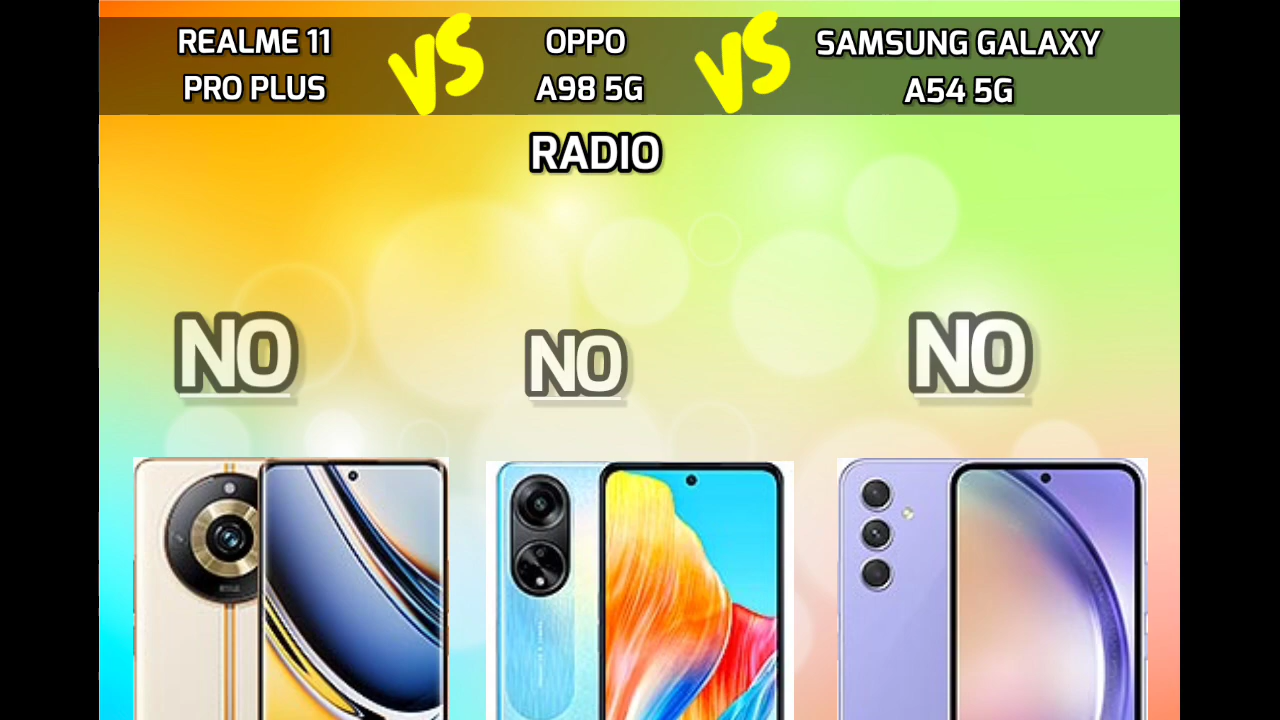 REALME 11
PRO PLUS
VS
OPPO
A98 5G
VS
SAMSUNG GALAXY
A54 5G
RADIO
NO
NO
NO